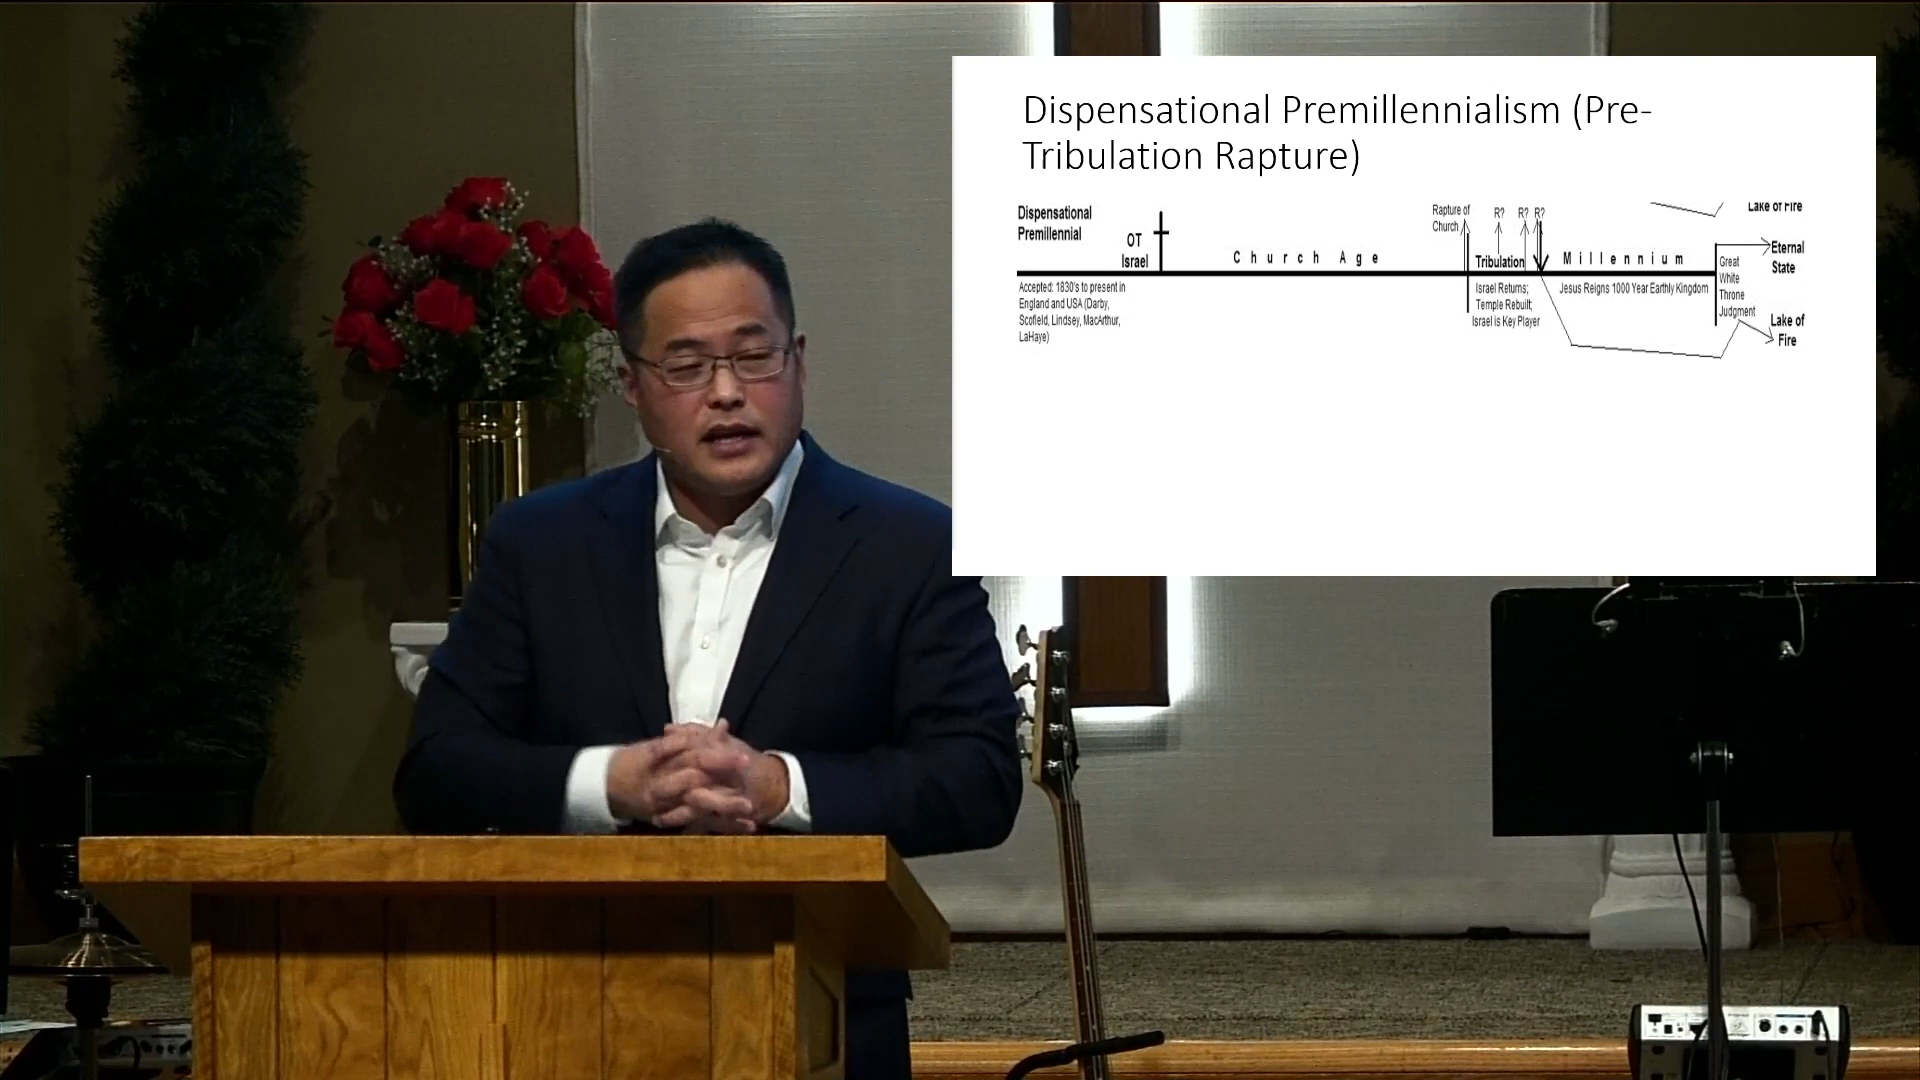 Dispensational Premillennialism (Pre-
Tribulation Rapture)
Dispensational
Premillennial
OT
Israel
Church Age
Rapture of
Church
R? R? R?
Tribulation
Millennium
Lake of Fire
Eternal
State
Accepted: 1830's to present in
England and USA (Darby,
Scofield, Lindsey, MacArthur,
LaHaye)
Israel Returns;
Temple Rebuilt;
Israel is Key Player
Jesus Reigns 1000 Year Earthly Kingdom
Great
White
Throne
Judgment
Lake of
Fire